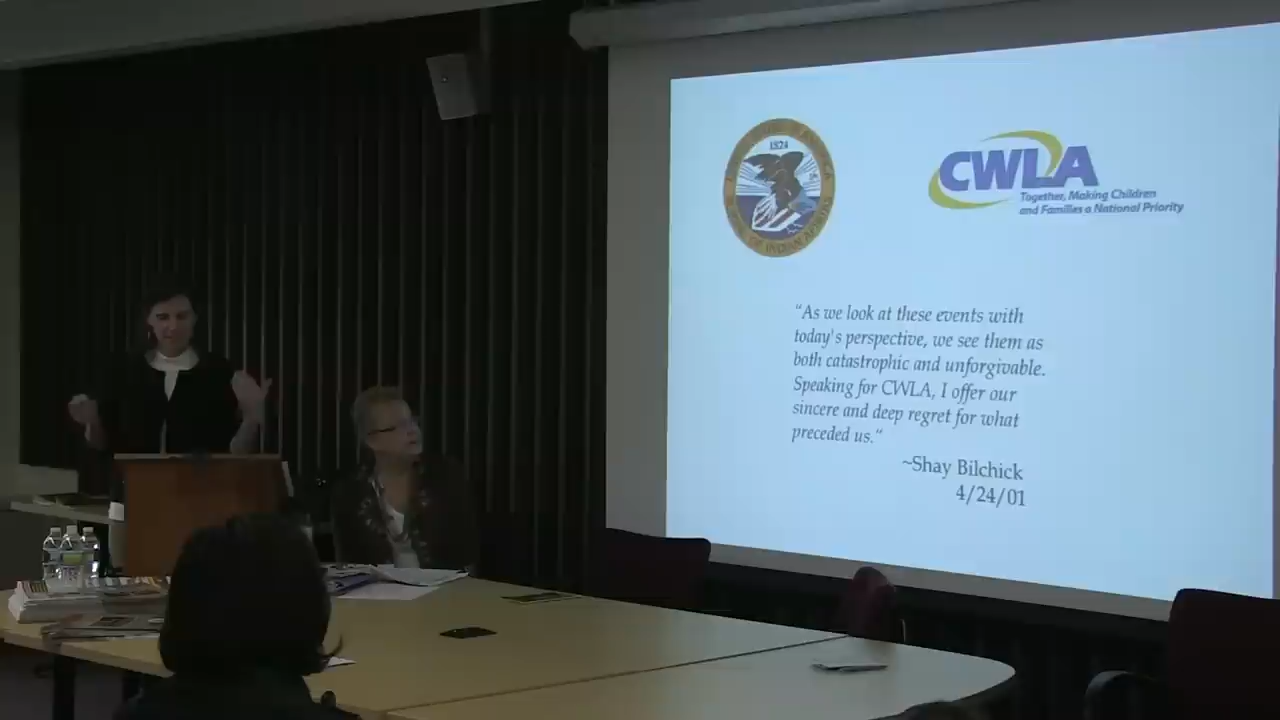 1824
CWLA
Together, Making Children
and Families a National Priority
“As we look at these events with
today's perspective, we see them as
both catastrophic and unforgivable.
Speaking for CWLA, I offer our
sincere and deep regret for what
preceded us.“
~Shay Bilchick
4/24/01